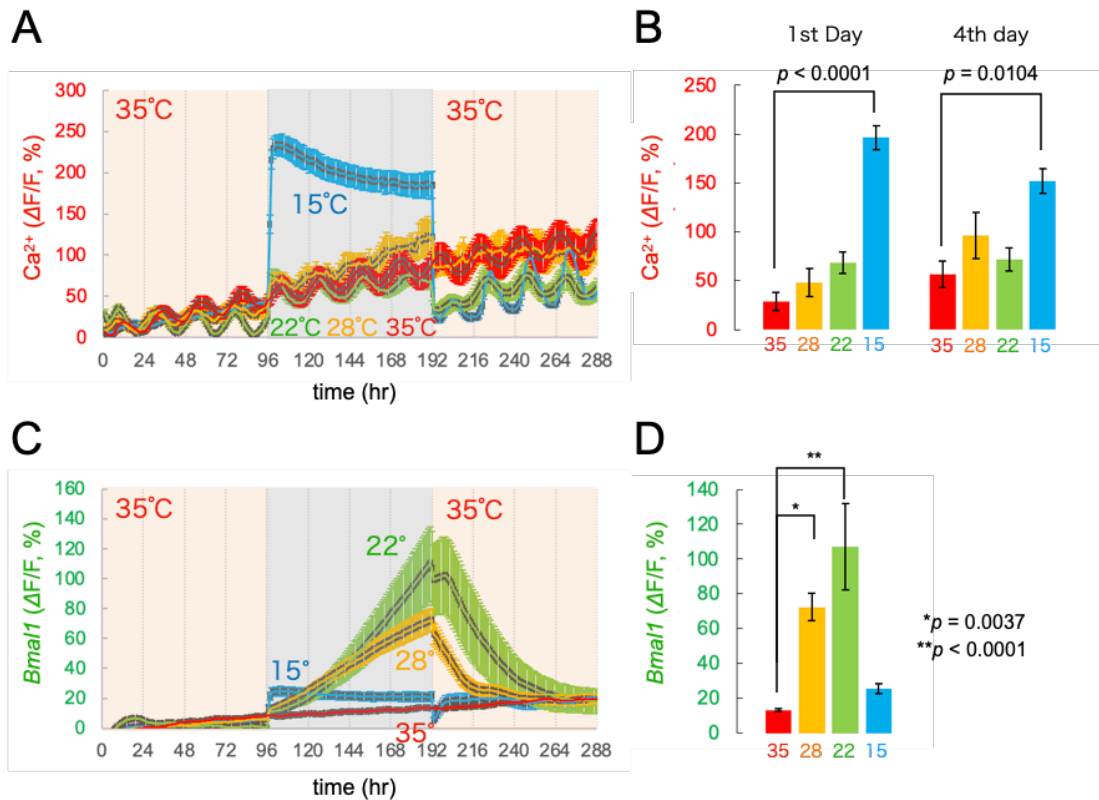 A
Ca²⁺ (ΔF/F, %)
300
250
200
150
100
50
0
35°C
35°C
15°C
22°C 28°C 35°C
0 24 48 72 96 120 144 168 192 216 240 264 288
time (hr)
B
1st Day 4th day
p < 0.0001 p = 0.0104
Ca²⁺ (ΔF/F, %)
250
200
150
100
50
0
35 28 22 15 35 28 22 15
C
Bmal1 (ΔF/F, %)
160
140
120
100
80
60
40
20
0
35°C
35°C
22°
15°
28°
35°
0 24 48 72 96 120 144 168 192 216 240 264 288
time (hr)
D
**
*
Bmal1 (ΔF/F, %)
140
120
100
80
60
40
20
0
35 28 22 15
*p = 0.0037
**p < 0.0001